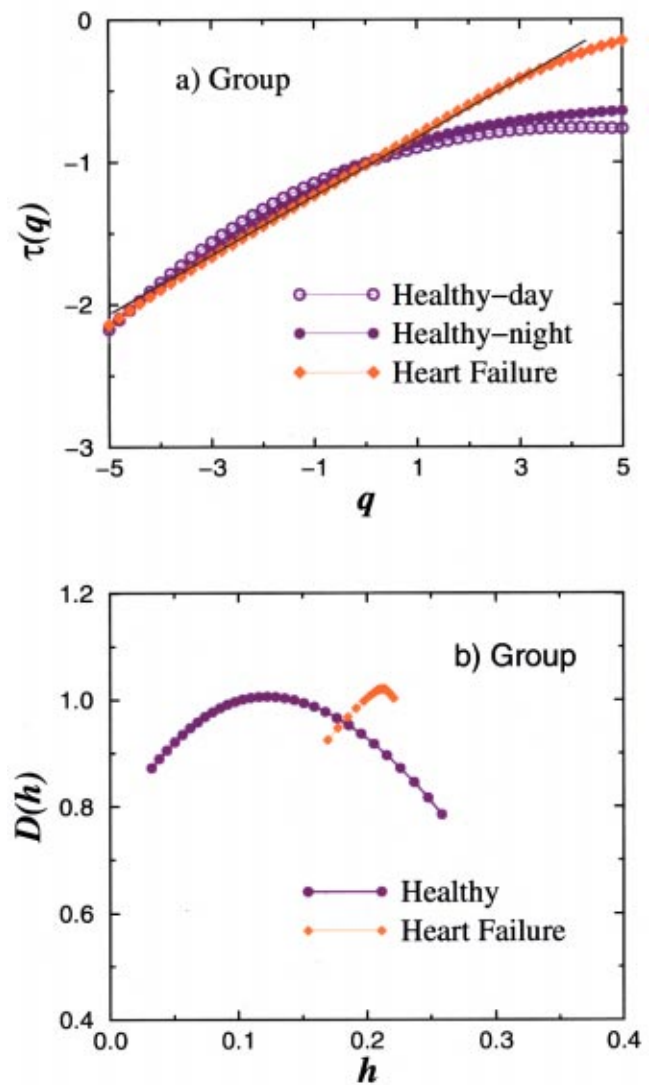 0
a) Group
−1
τ(q)
−2
Healthy−day
Healthy−night
Heart Failure
−3
−5 −3 −1 1 3 5
q
1.2
b) Group
1.0
D(h)
0.8
Healthy
0.6
Heart Failure
0.4
0.0 0.1 0.2 0.3 0.4
h